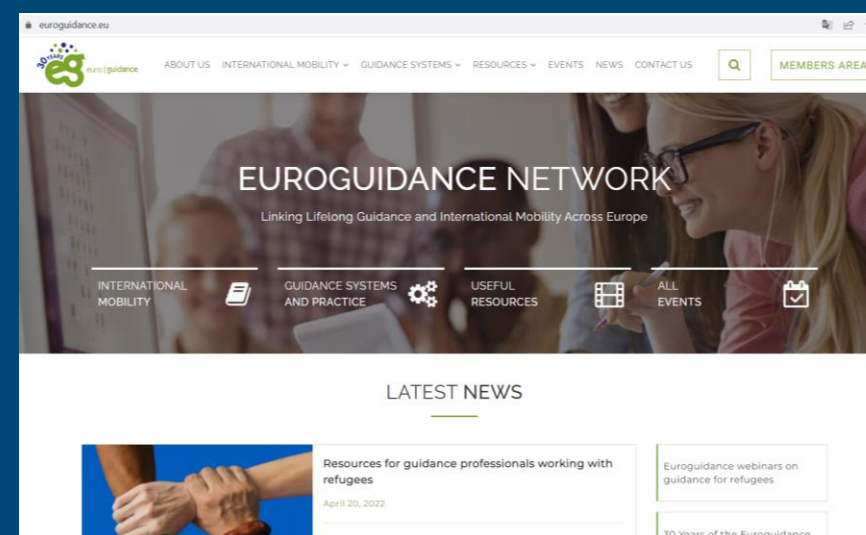 euroguidance.eu
30 YEARS
eg
euro|guidance
ABOUT US
INTERNATIONAL MOBILITY
GUIDANCE SYSTEMS
RESOURCES
EVENTS
NEWS
CONTACT US
MEMBERS AREA
EUROGUIDANCE NETWORK
Linking Lifelong Guidance and International Mobility Across Europe
INTERNATIONAL
MOBILITY
GUIDANCE SYSTEMS
AND PRACTICE
USEFUL
RESOURCES
ALL
EVENTS
LATEST NEWS
Resources for guidance professionals working with
refugees
April 20, 2022
Euroguidance webinars on
guidance for refugees
30 Years of the Euroguidance